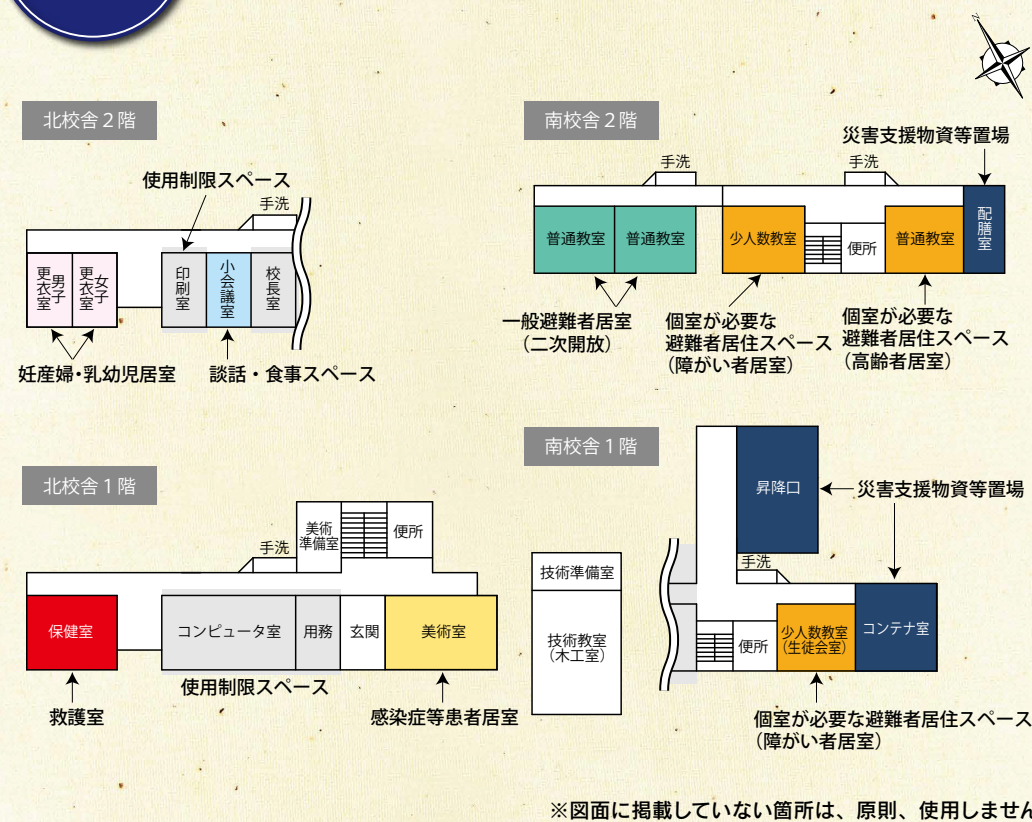 北校舎2階
使用制限スペース
手洗
男子更衣室
女子更衣室
印刷室
小会議室
校長室
妊産婦・乳幼児居室
談話・食事スペース
南校舎2階
災害支援物資等置場
手洗
手洗
普通教室
普通教室
少人数教室
便所
普通教室
配膳室
一般避難者居室
（二次開放）
個室が必要な
避難者居住スペース
（障がい者居室）
個室が必要な
避難者居住スペース
（高齢者居室）
北校舎1階
美術
準備室
便所
手洗
保健室
コンピュータ室
用務
玄関
美術室
使用制限スペース
救護室
感染症等患者居室
南校舎1階
昇降口
災害支援物資等置場
手洗
技術準備室
技術教室
（木工室）
便所
少人数教室
（生徒会室）
コンテナ室
個室が必要な避難者居住スペース
（障がい者居室）
※図面に掲載していない箇所は、原則、使用しません